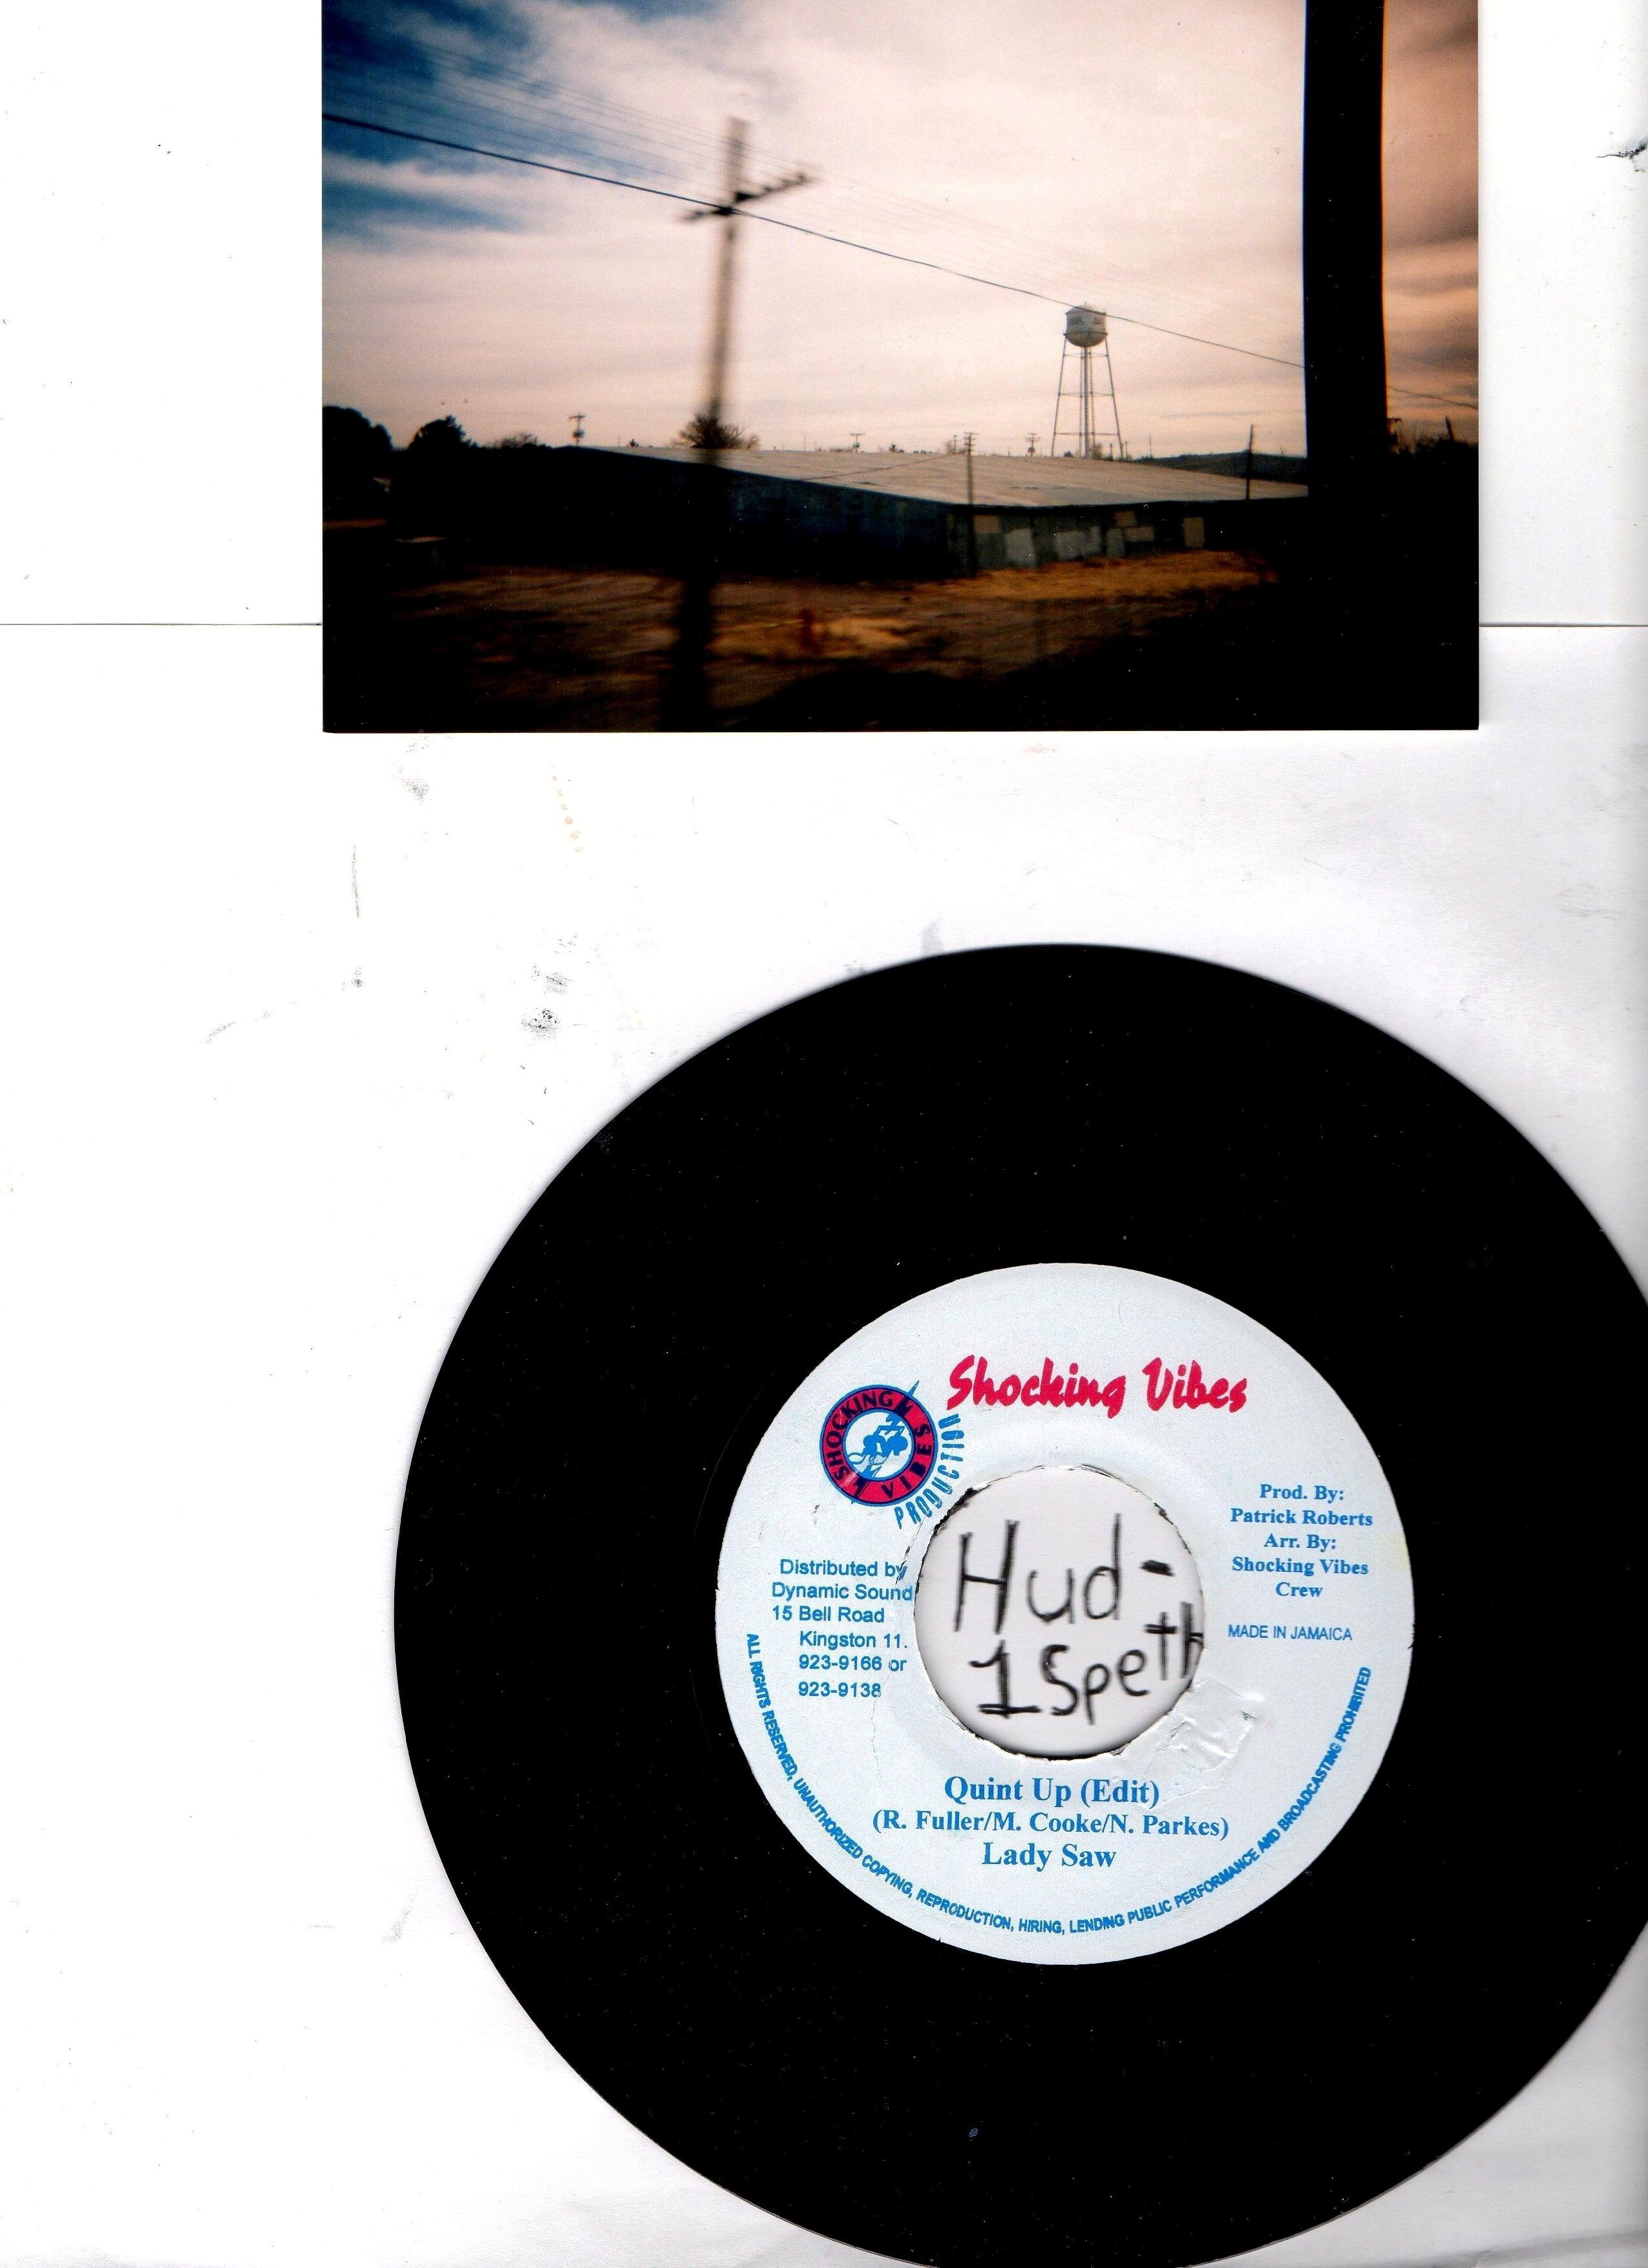 Shocking Vibes
SHOCKING VIBES
PRODUCTION
Prod. By:
Patrick Roberts
Arr. By:
Shocking Vibes
Crew
MADE IN JAMAICA
Distributed by
Dynamic Sound
15 Bell Road
Kingston 11.
923-9166 or
923-9138
Hud-
1Speth
Quint Up (Edit)
(R. Fuller/M. Cooke/N. Parkes)
Lady Saw
ALL RIGHTS RESERVED, UNAUTHORIZED COPYING, REPRODUCTION, HIRING, LENDING PUBLIC PERFORMANCE AND BROADCASTING PROHIBITED